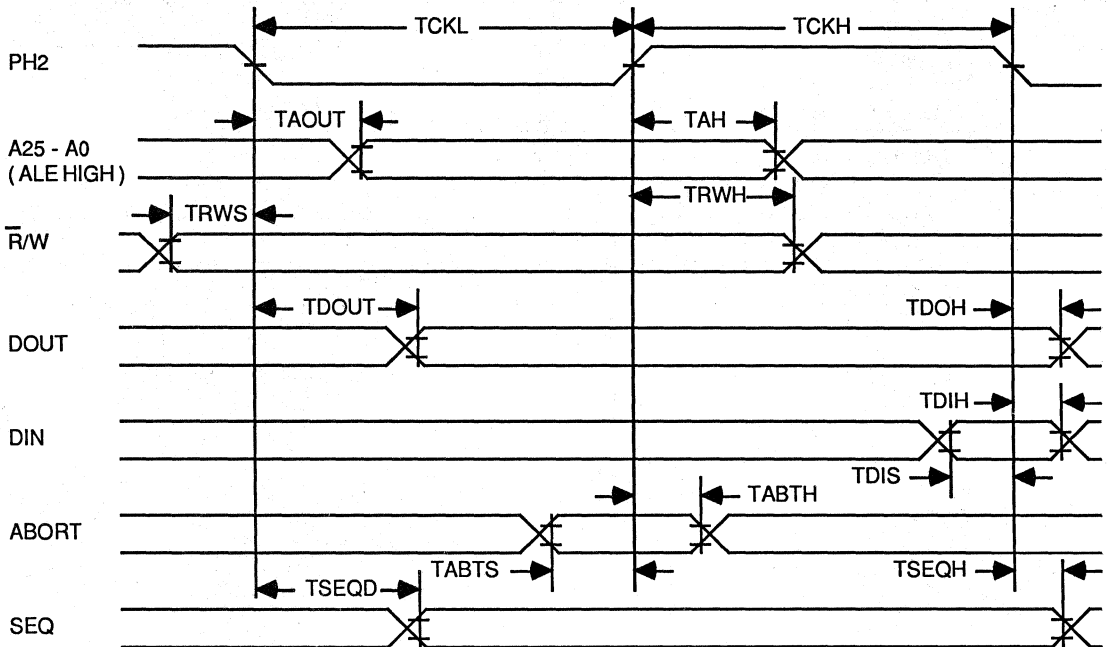 TCKL TCKH
PH2
TAOUT TAH
A25 - A0
( ALE HIGH )
TRWH
TRWS
R̅/W
TDOUT TDOH
DOUT
TDIH
DIN
TDIS
TABTH
ABORT
TABTS TSEQH
TSEQD
SEQ